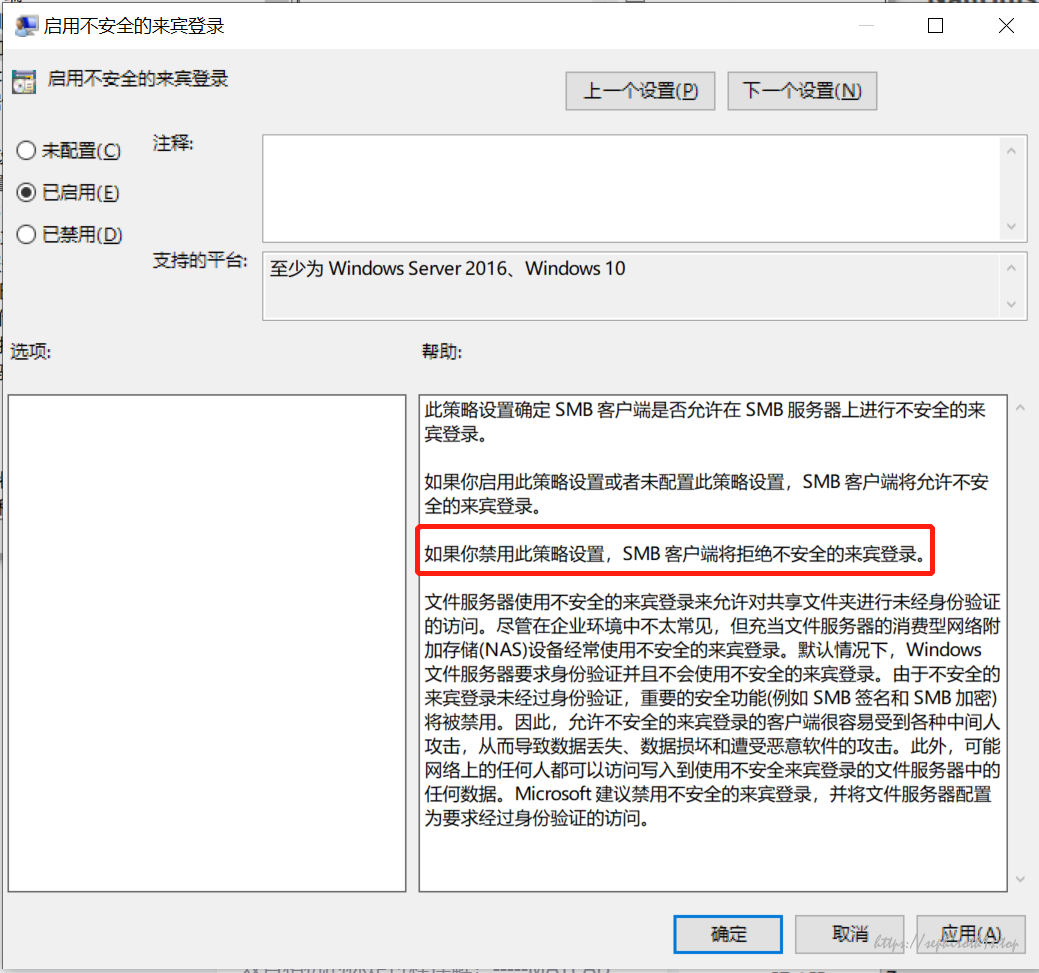 启用不安全的来宾登录
启用不安全的来宾登录
上一个设置(P)
下一个设置(N)
未配置(C)
注释:
已启用(E)
已禁用(D)
支持的平台:
至少为 Windows Server 2016、Windows 10
选项:
帮助:
此策略设置确定 SMB 客户端是否允许在 SMB 服务器上进行不安全的来
宾登录。
如果你启用此策略设置或者未配置此策略设置，SMB 客户端将允许不安
全的来宾登录。
如果你禁用此策略设置，SMB 客户端将拒绝不安全的来宾登录。
文件服务器使用不安全的来宾登录来允许对共享文件夹进行未经身份验证
的访问。尽管在企业环境中不太常见，但充当文件服务器的消费型网络附
加存储(NAS)设备经常使用不安全的来宾登录。默认情况下，Windows
文件服务器要求身份验证并且不会使用不安全的来宾登录。由于不安全的
来宾登录未经过身份验证，重要的安全功能(例如 SMB 签名和 SMB 加密)
将被禁用。因此，允许不安全的来宾登录的客户端很容易受到各种中间人
攻击，从而导致数据丢失、数据损坏和遭受恶意软件的攻击。此外，可能
网络上的任何人都可以访问写入到使用不安全来宾登录的文件服务器中的
任何数据。Microsoft 建议禁用不安全的来宾登录，并将文件服务器配置
为要求经过身份验证的访问。
确定
取消
应用(A)